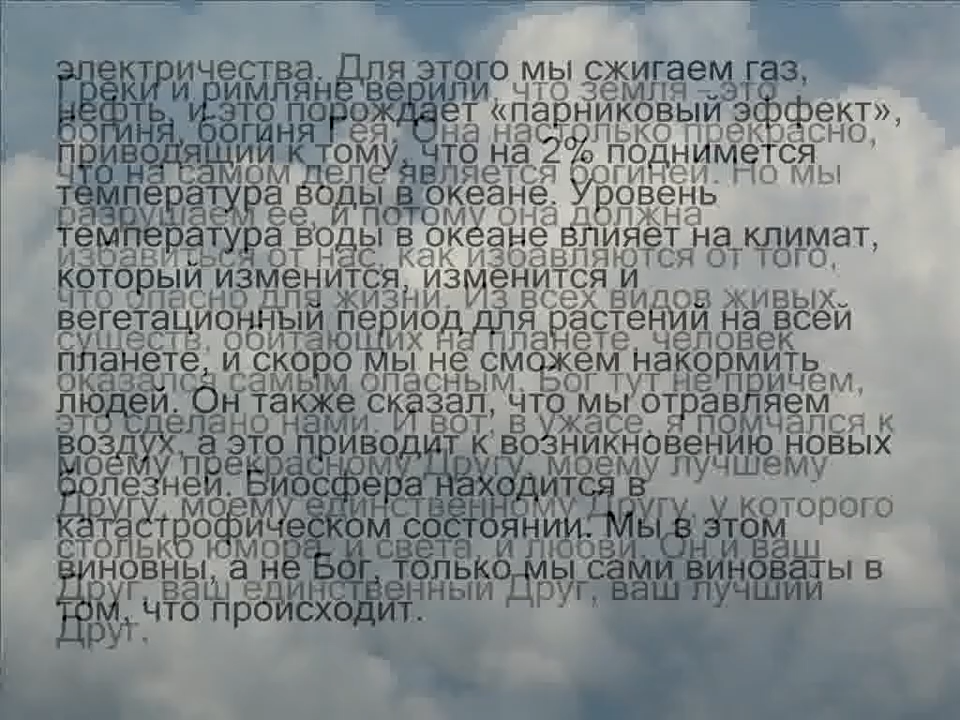 электричества. Для этого мы сжигаем газ,
нефть, и это порождает «парниковый эффект»,
приводящий к тому, что на 2% поднимется
температура воды в океане. Уровень
температура воды в океане влияет на климат,
который изменится, изменится и
вегетационный период для растений на всей
планете, и скоро мы не сможем накормить
людей. Он также сказал, что мы отравляем
воздух, а это приводит к возникновению новых
болезней. Биосфера находится в
катастрофическом состоянии. Мы в этом
виновны, а не Бог, только мы сами виноваты в
том, что происходит.
Греки и римляне верили, что земля - это
богиня, богиня Гея. Она настолько прекрасно,
что на самом деле является богиней. Но мы
разрушаем ее, и потому она должна
избавиться от нас, как избавляются от того,
что опасно для жизни. Из всех видов живых
существ, обитающих на планете, человек
оказался самым опасным. Бог тут не причем,
это сделано нами. И вот, в ужасе, я помчался к
моему прекрасному Другу, моему лучшему
Другу, моему единственному Другу, у которого
столько юмора, и света, и любви. Он и ваш
Друг, ваш единственный Друг, ваш лучший
Друг.